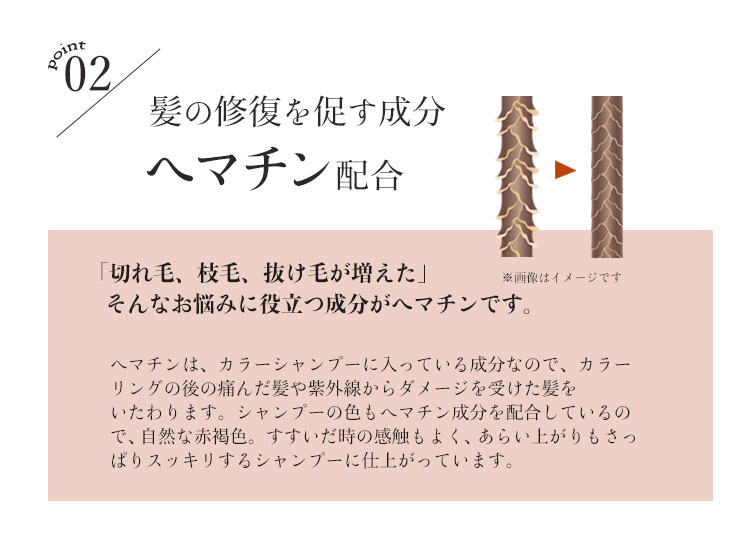 point
02
髪の修復を促す成分
ヘマチン配合
※画像はイメージです
「切れ毛、枝毛、抜け毛が増えた」
そんなお悩みに役立つ成分がヘマチンです。
ヘマチンは、カラーシャンプーに入っている成分なので、カラー
リングの後の痛んだ髪や紫外線からダメージを受けた髪を
いたわります。シャンプーの色もヘマチン成分を配合しているの
で、自然な赤褐色。すすいだ時の感触もよく、あらい上がりもさっ
ぱりスッキリするシャンプーに仕上がっています。